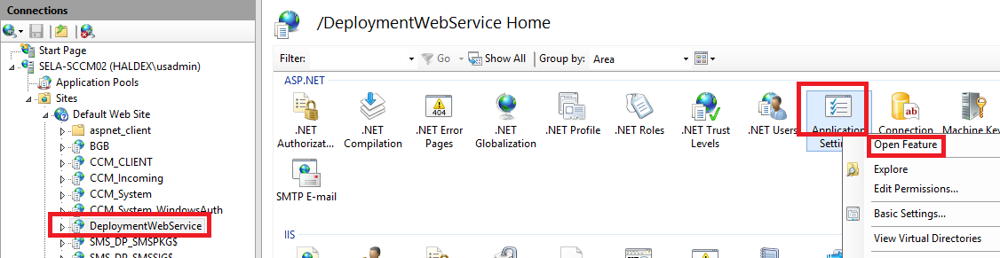 Connections
Start Page
SELA-SCCM02 (HALDEX\usadmin)
Application Pools
Sites
Default Web Site
aspnet_client
BGB
CCM_CLIENT
CCM_Incoming
CCM_System
CCM_System_WindowsAuth
DeploymentWebService
SMS_DP_SMSPKG$
SMS_DP_SMSSIG$
/DeploymentWebService Home
Filter: Go Show All Group by: Area
ASP.NET
.NET Authorizat...
.NET Compilation
.NET Error Pages
.NET Globalization
.NET Profile
.NET Roles
.NET Trust Levels
.NET Users
Application
Connection
Machine Key
SMTP E-mail
Open Feature
Explore
Edit Permissions...
Basic Settings...
View Virtual Directories
IIS
404
ab